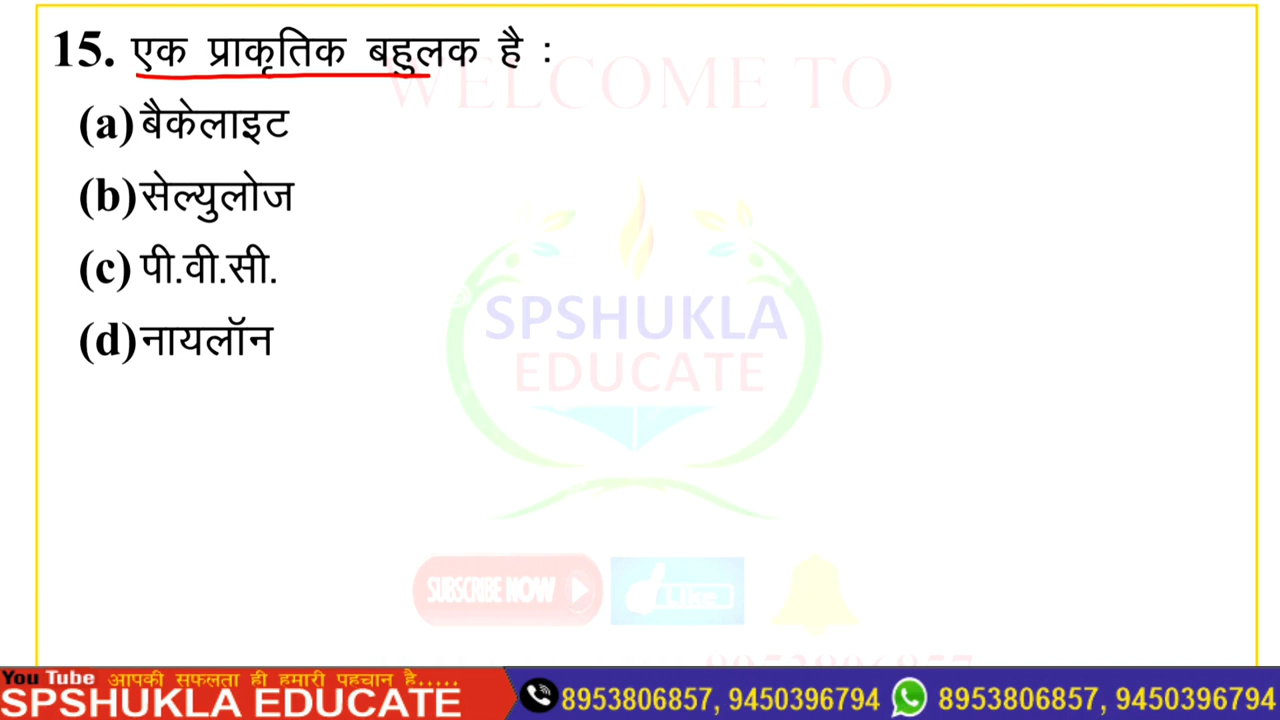 WELCOME TO
15. एक प्राकृतिक बहुलक है :
(a) बैकेलाइट
(b) सेल्युलोज
(c) पी.वी.सी.
(d) नायलॉन
SPSHUKLA
EDUCATE
SUBSCRIBE NOW
Like
You Tube आपकी सफलता ही हमारी पहचान है.....
SPSHUKLA EDUCATE
8953806857, 9450396794 8953806857, 9450396794